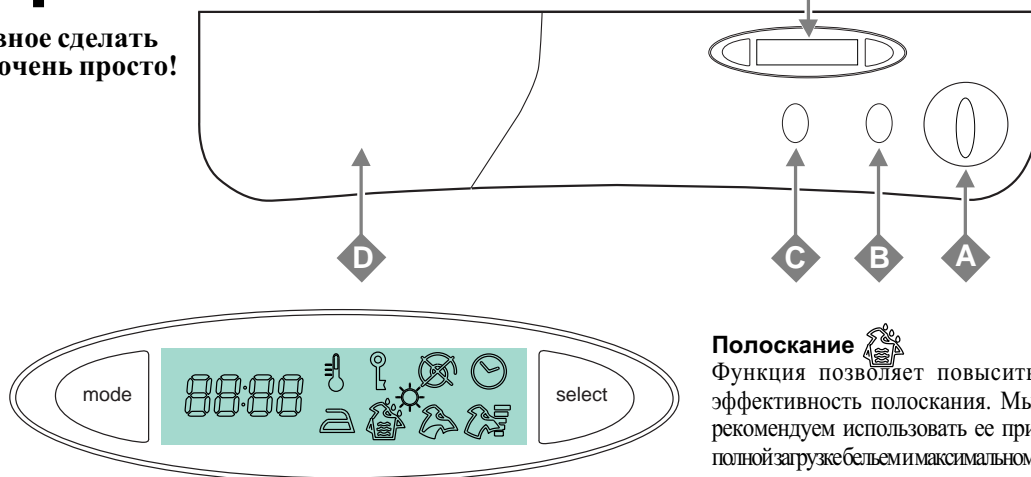 вное сделать
очень просто!
D
C
B
A
mode
88:88
select
Полоскание
Функция позволяет повысить
эффективность полоскания. Мы
рекомендуем использовать ее при
полной загрузке бельем и максимальном